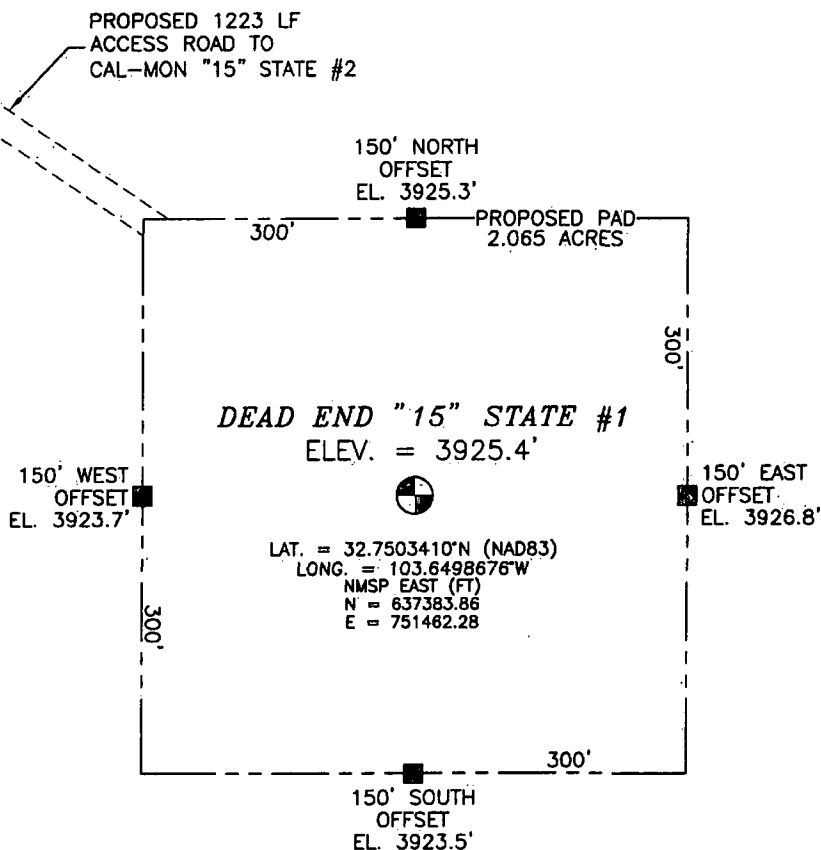 PROPOSED 1223 LF
ACCESS ROAD TO
CAL-MON "15" STATE #2
150' NORTH
OFFSET
EL. 3925.3'
300'
PROPOSED PAD
2.065 ACRES
300'
DEAD END "15" STATE #1
ELEV. = 3925.4'
150' WEST
OFFSET
EL. 3923.7'
150' EAST
OFFSET
EL. 3926.8'
LAT. = 32.7503410°N (NAD83)
LONG. = 103.6498676°W
NMSP EAST (FT)
N = 637383.86
E = 751462.28
300'
300'
150' SOUTH
OFFSET
EL. 3923.5'